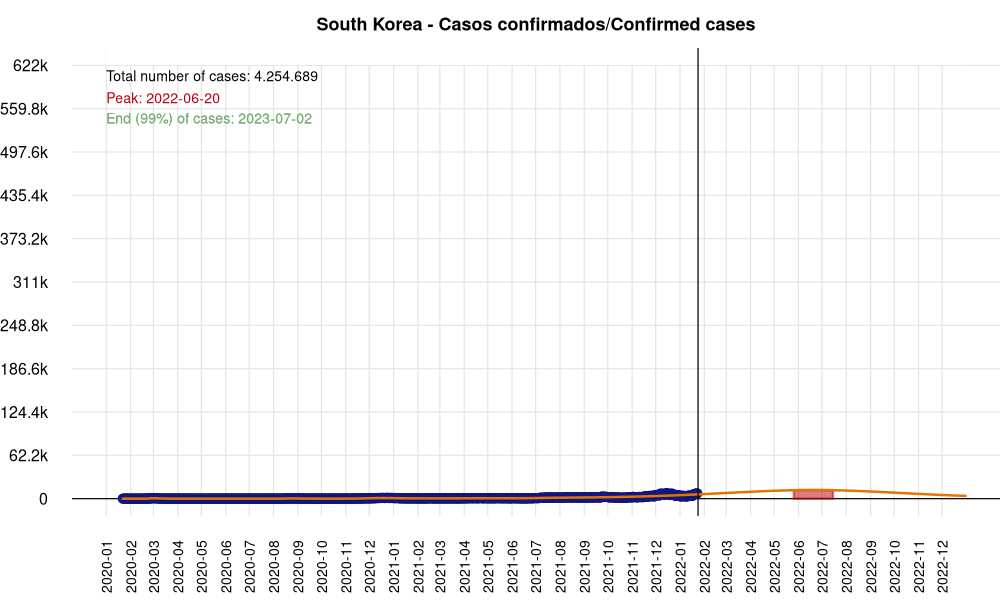 South Korea - Casos confirmados/Confirmed cases
622k
Total number of cases: 4.254.689
Peak: 2022-06-20
559.8k
End (99%) of cases: 2023-07-02
497.6k
435.4k
373.2k
311k
248.8k
186.6k
124.4k
62.2k
0
2020-01
2020-02
2020-03
2020-04
2020-05
2020-06
2020-07
2020-08
2020-09
2020-10
2020-11
2020-12
2021-01
2021-02
2021-03
2021-04
2021-05
2021-06
2021-07
2021-08
2021-09
2021-10
2021-11
2021-12
2022-01
2022-02
2022-03
2022-04
2022-05
2022-06
2022-07
2022-08
2022-09
2022-10
2022-11
2022-12